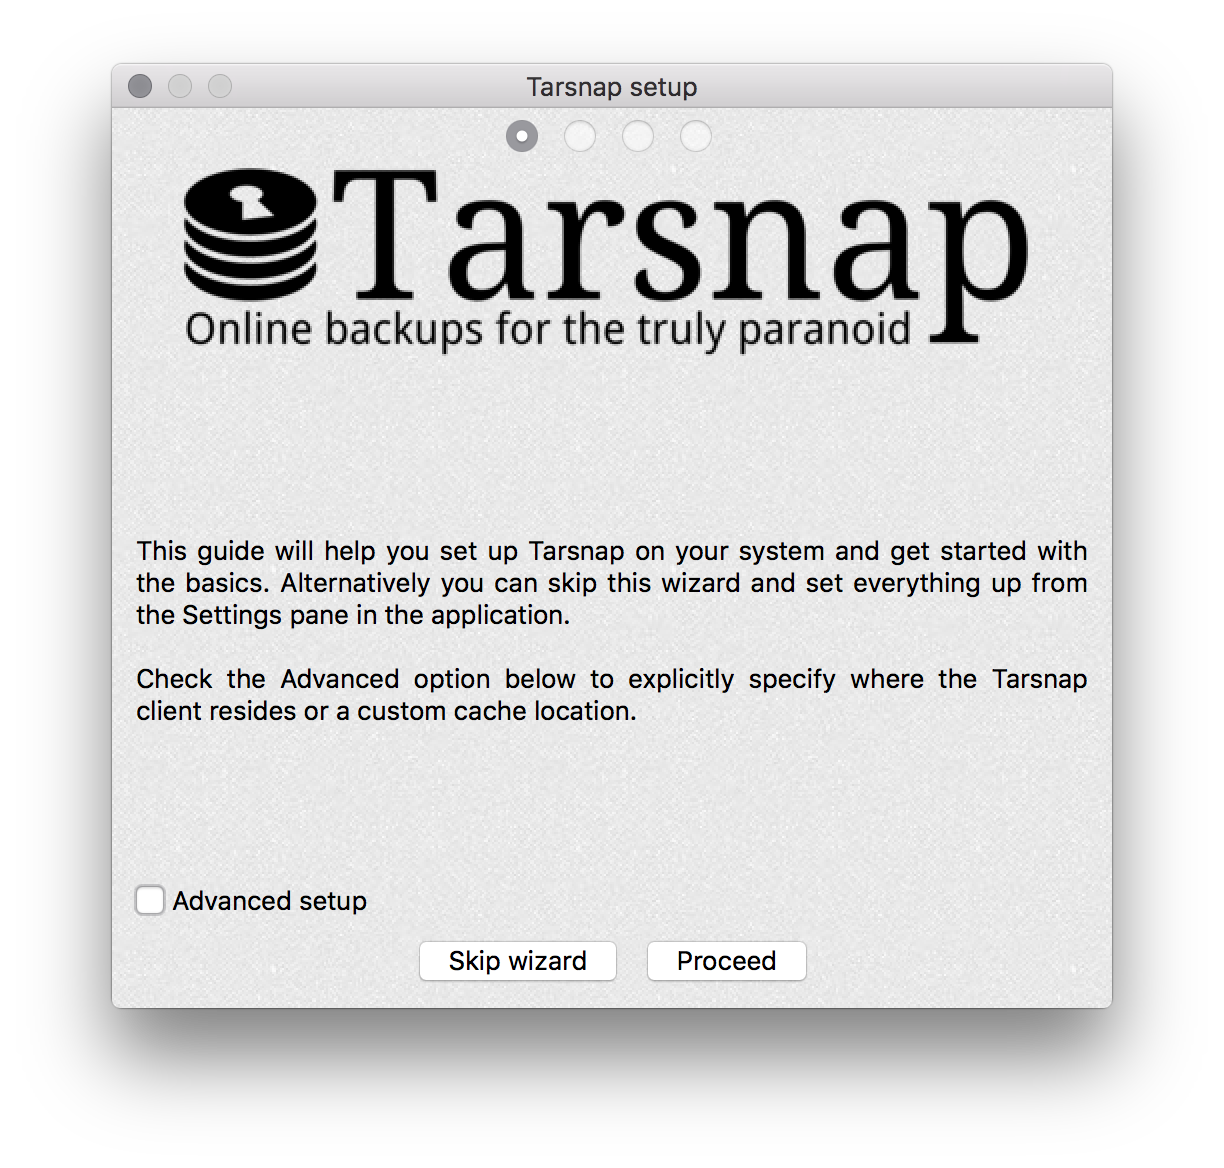 Tarsnap setup
Tarsnap
Online backups for the truly paranoid
This guide will help you set up Tarsnap on your system and get started with
the basics. Alternatively you can skip this wizard and set everything up from
the Settings pane in the application.
Check the Advanced option below to explicitly specify where the Tarsnap
client resides or a custom cache location.
Advanced setup
Skip wizard
Proceed